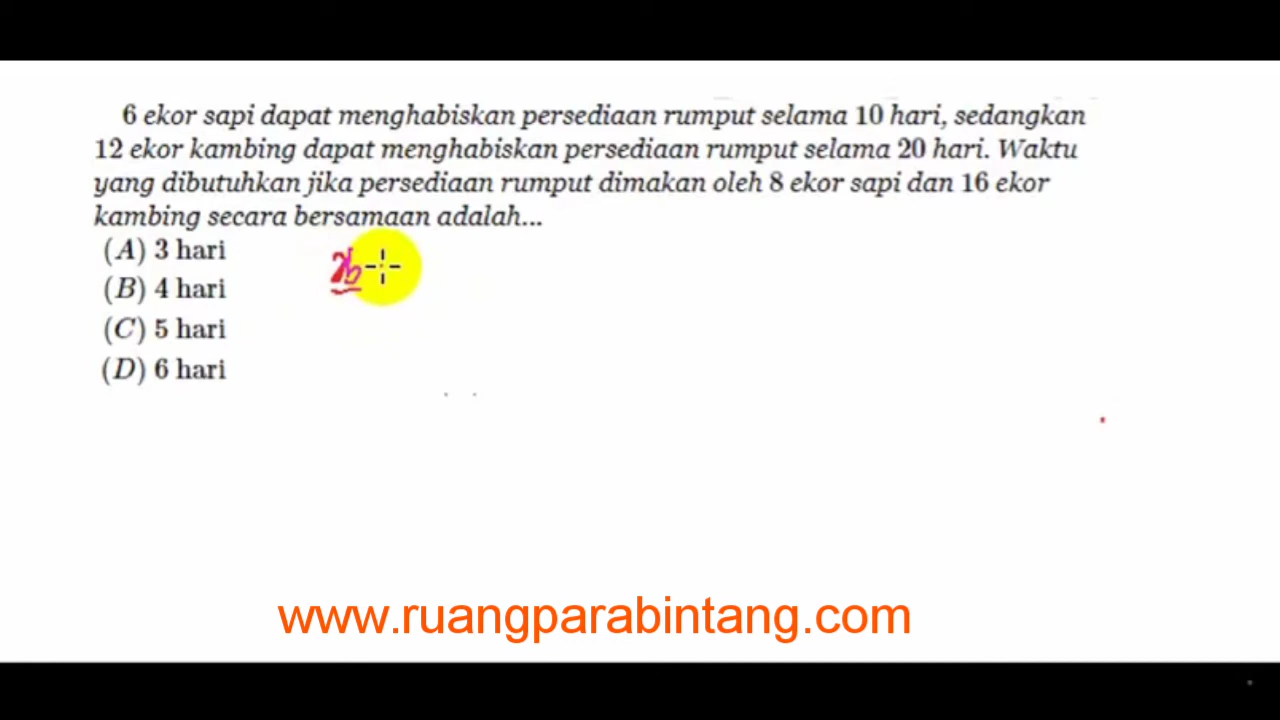 6 ekor sapi dapat menghabiskan persediaan rumput selama 10 hari, sedangkan
12 ekor kambing dapat menghabiskan persediaan rumput selama 20 hari. Waktu
yang dibutuhkan jika persediaan rumput dimakan oleh 8 ekor sapi dan 16 ekor
kambing secara bersamaan adalah...
(A) 3 hari
(B) 4 hari
(C) 5 hari
(D) 6 hari
www.ruangparabintang.com